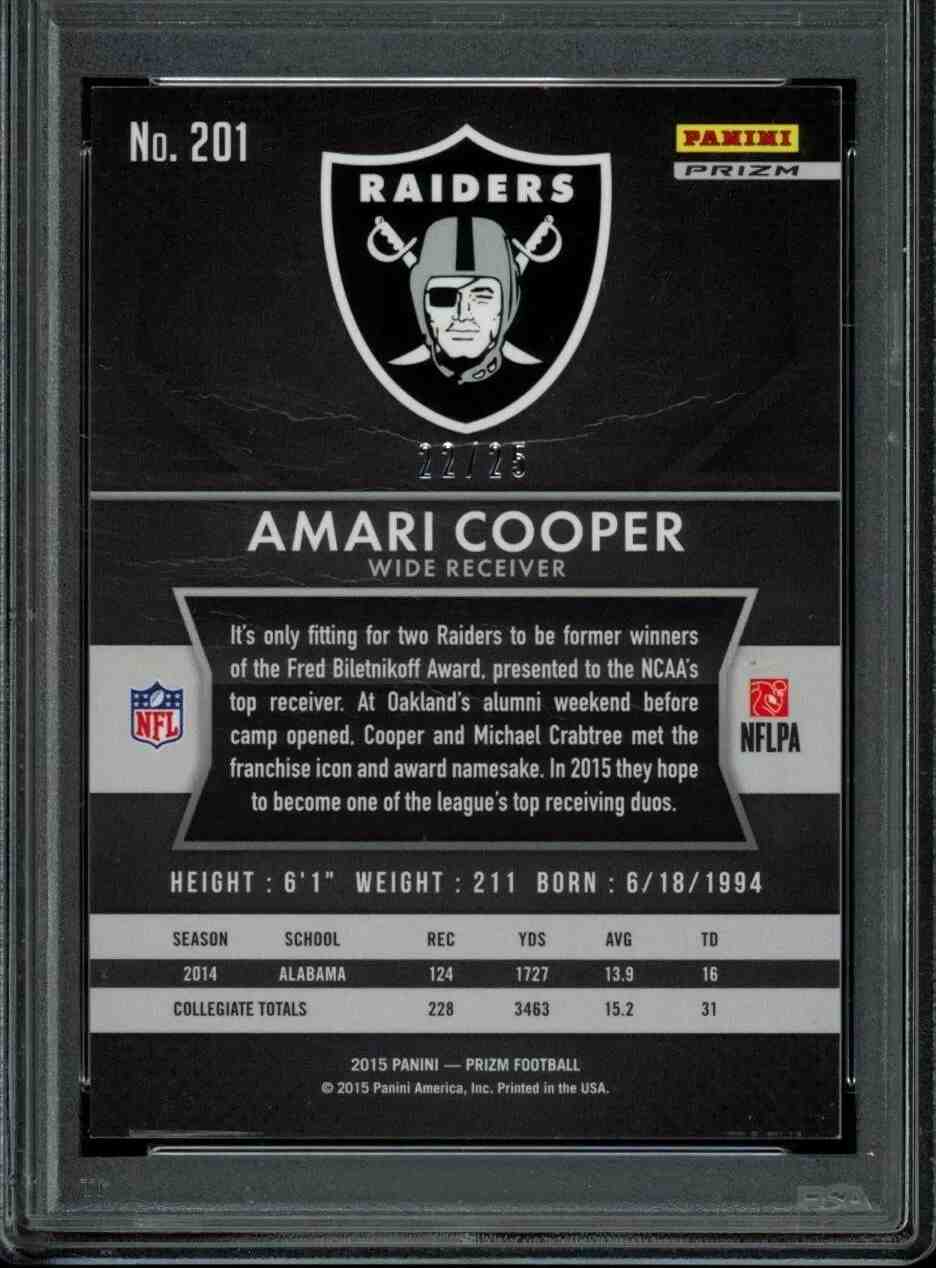 No. 201
PANINI
PRIZM
RAIDERS
22/25
AMARI COOPER
WIDE RECEIVER
It's only fitting for two Raiders to be former winners
of the Fred Biletnikoff Award, presented to the NCAA's
top receiver. At Oakland's alumni weekend before
camp opened, Cooper and Michael Crabtree met the
franchise icon and award namesake. In 2015 they hope
to become one of the league's top receiving duos.
NFL
NFLPA
HEIGHT : 6'1" WEIGHT : 211 BORN : 6/18/1994
SEASON SCHOOL REC YDS AVG TD
2014 ALABAMA 124 1727 13.9 16
COLLEGIATE TOTALS 228 3463 15.2 31
2015 PANINI — PRIZM FOOTBALL
© 2015 Panini America, Inc. Printed in the USA.
PSA